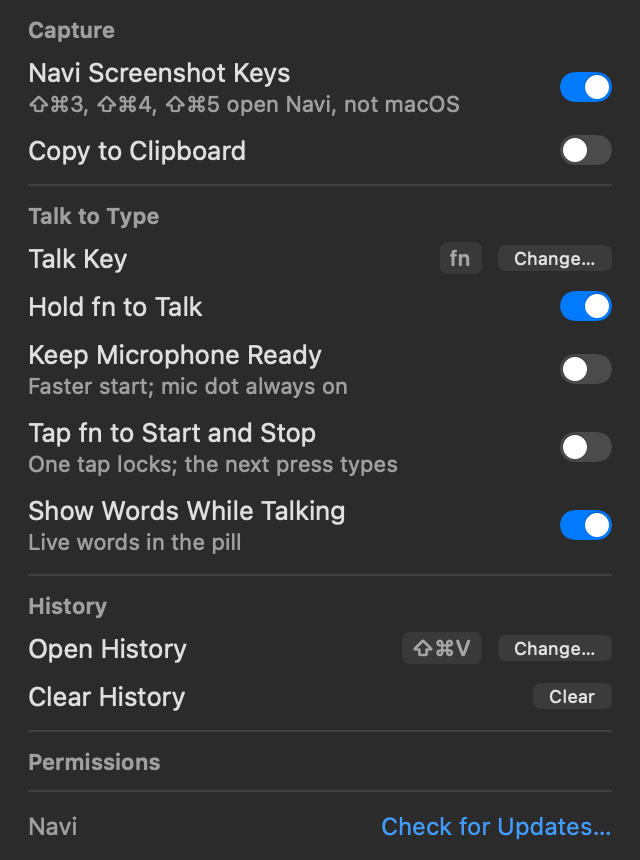 Capture
Navi Screenshot Keys
⇧⌘3, ⇧⌘4, ⇧⌘5 open Navi, not macOS
Copy to Clipboard
Talk to Type
Talk Key fn Change...
Hold fn to Talk
Keep Microphone Ready
Faster start; mic dot always on
Tap fn to Start and Stop
One tap locks; the next press types
Show Words While Talking
Live words in the pill
History
Open History ⇧⌘V Change...
Clear History Clear
Permissions
Navi Check for Updates...